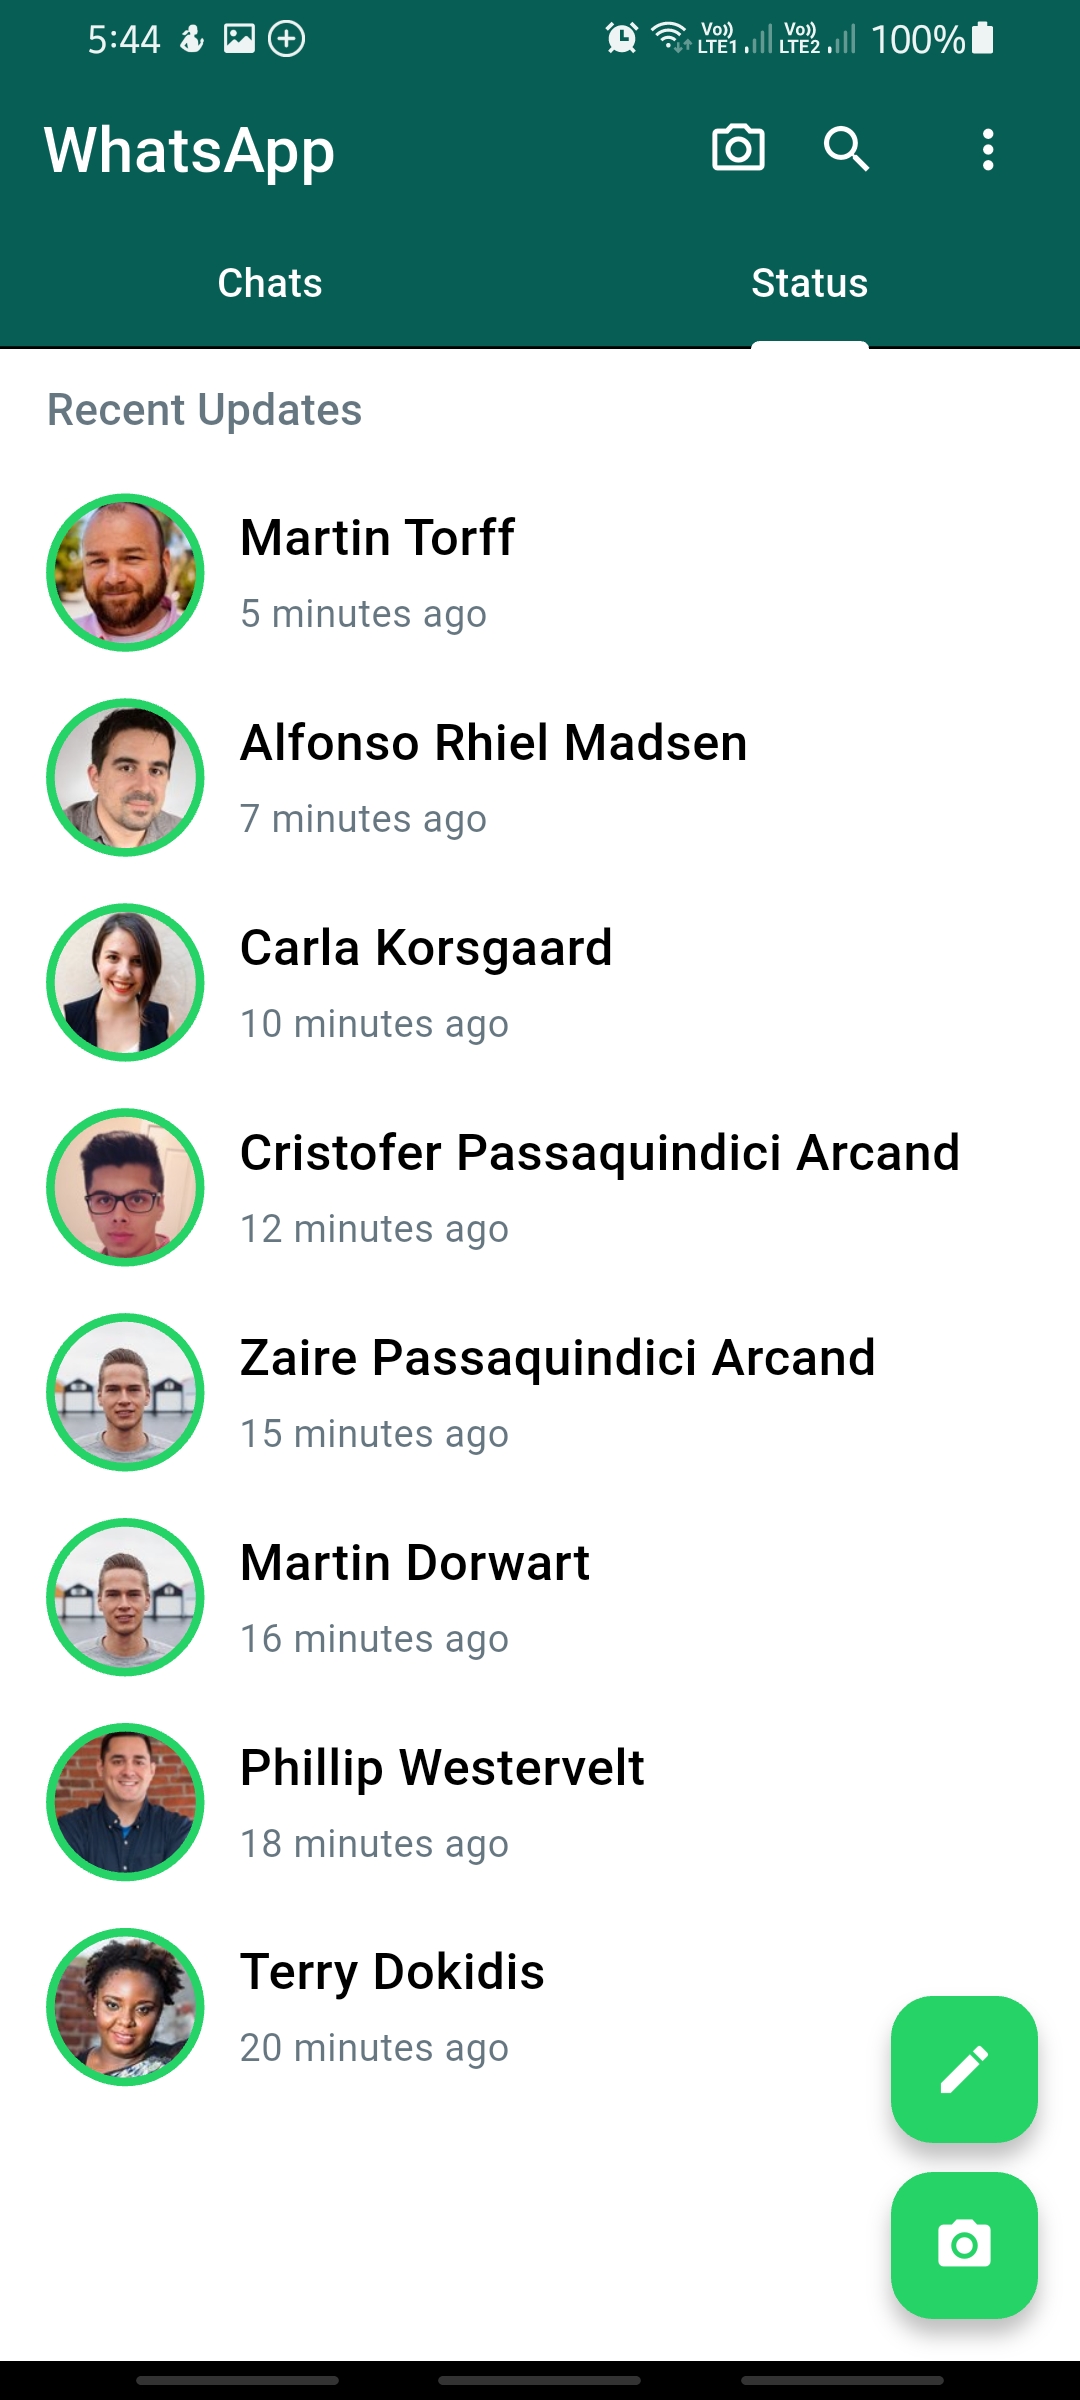 5:44 Vo)) LTE1 Vo)) LTE2 100%
WhatsApp
Chats Status
Recent Updates
Martin Torff
5 minutes ago
Alfonso Rhiel Madsen
7 minutes ago
Carla Korsgaard
10 minutes ago
Cristofer Passaquindici Arcand
12 minutes ago
Zaire Passaquindici Arcand
15 minutes ago
Martin Dorwart
16 minutes ago
Phillip Westervelt
18 minutes ago
Terry Dokidis
20 minutes ago